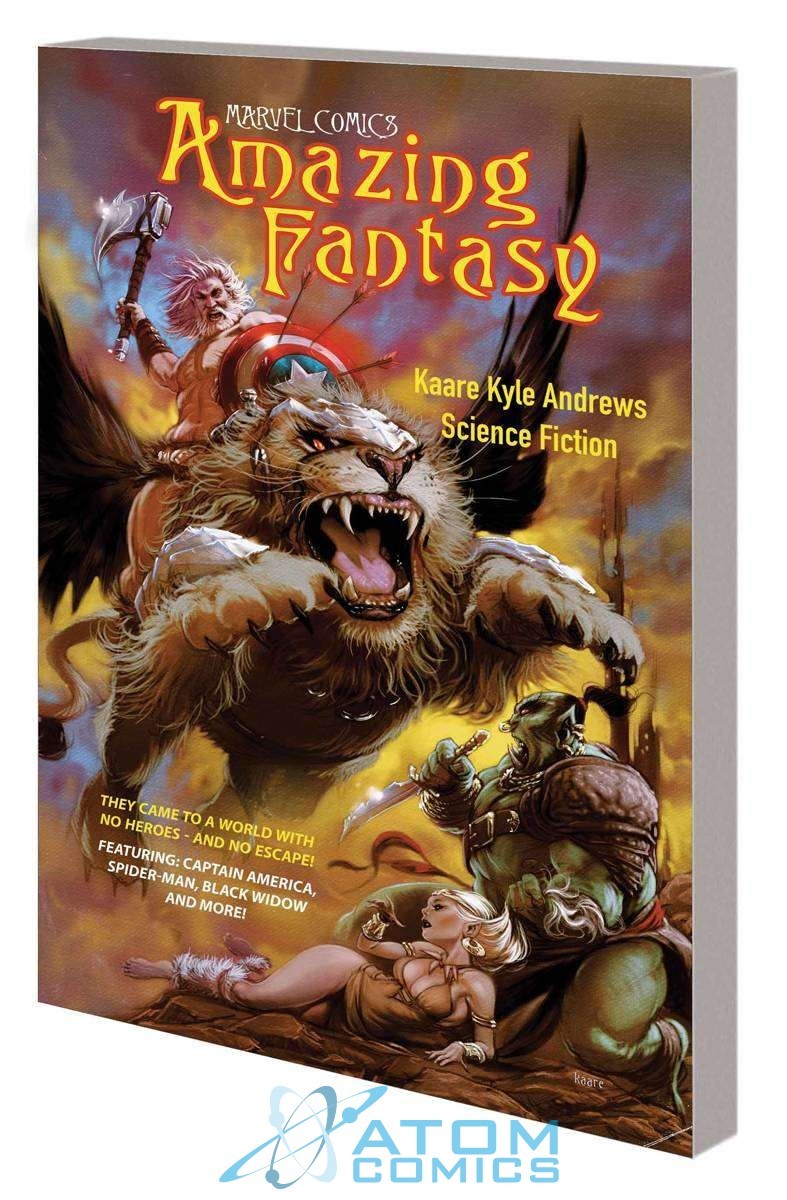 MARVEL COMICS
Amazing
Fantasy
Kaare Kyle Andrews
Science Fiction
THEY CAME TO A WORLD WITH
NO HEROES - AND NO ESCAPE!
FEATURING: CAPTAIN AMERICA,
SPIDER-MAN, BLACK WIDOW
AND MORE!
kaare
ATOM
COMICS